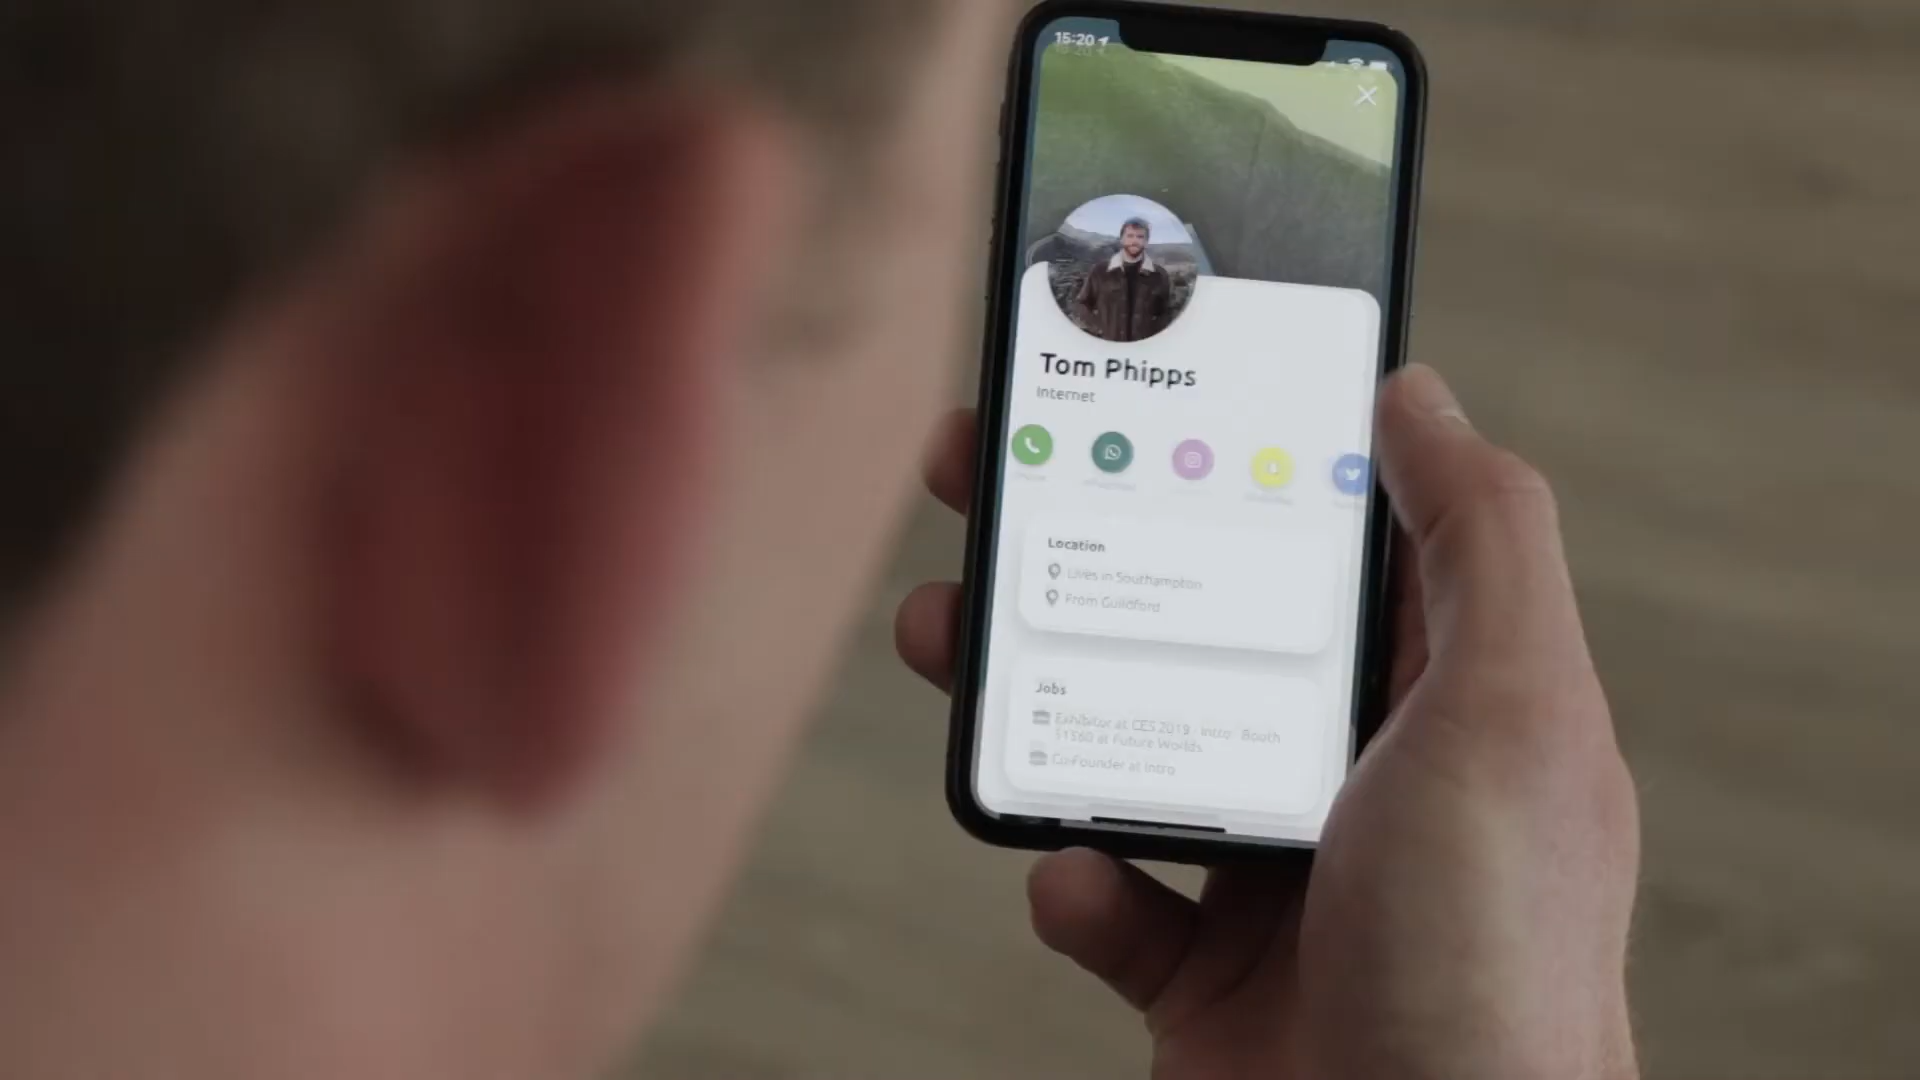 15:20
Tom Phipps
Internet
Location
Lives in Southampton
From Guildford
Jobs
Exhibitor at CES 2019 - Intro - Booth
51560 at Future Worlds
Co-Founder at Intro